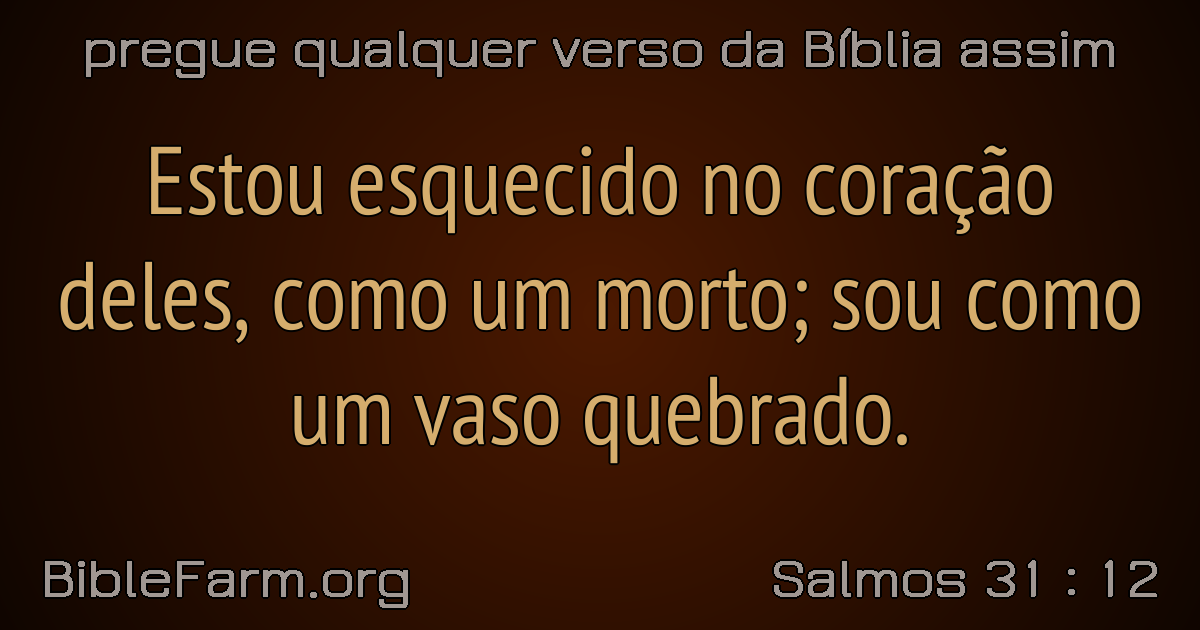 pregue qualquer verso da Bíblia assim
Estou esquecido no coração
deles, como um morto; sou como
um vaso quebrado.
BibleFarm.org
Salmos 31 : 12